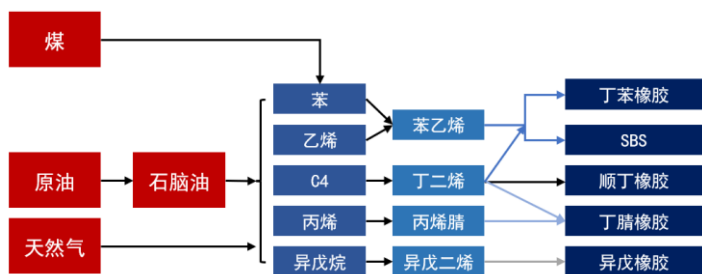 煤
苯
丁苯橡胶
乙烯
苯乙烯
SBS
原油
石脑油
C4
丁二烯
顺丁橡胶
天然气
丙烯
丙烯腈
丁腈橡胶
异戊烷
异戊二烯
异戊橡胶